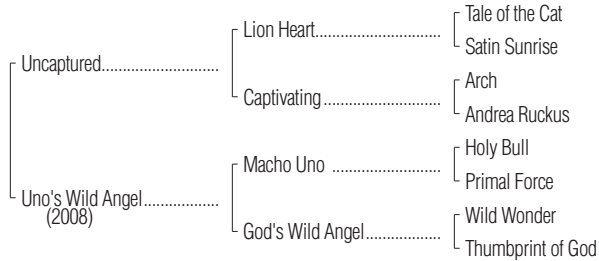 Tale of the Cat
Lion Heart
Satin Sunrise
Uncaptured
Arch
Captivating
Andrea Ruckus
Holy Bull
Macho Uno
Primal Force
Uno's Wild Angel
(2008)
Wild Wonder
God's Wild Angel
Thumbprint of God